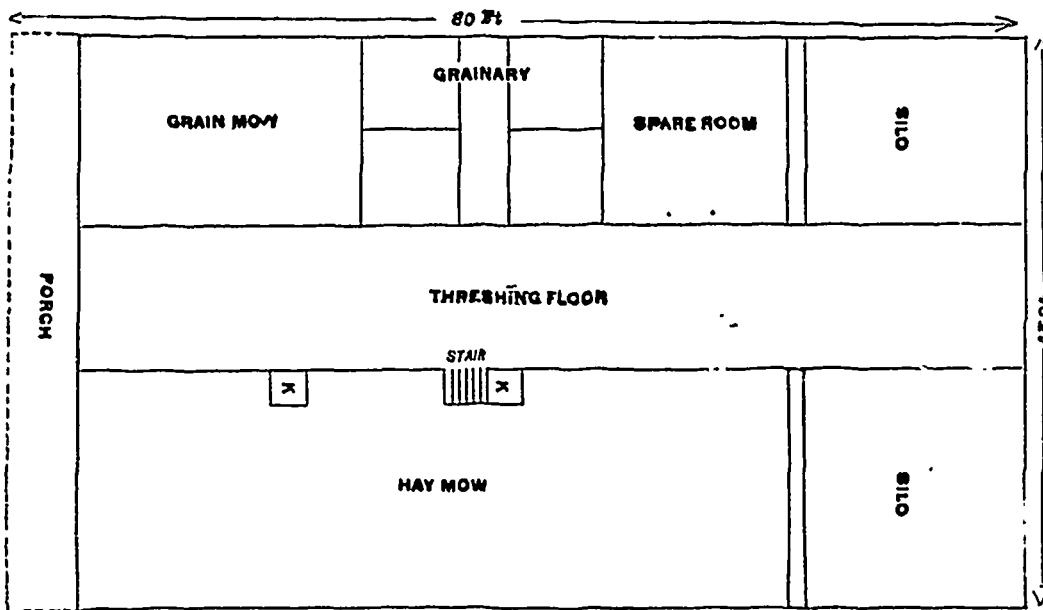 80 Ft
GRAINARY
GRAIN MOW
SPARE ROOM
SILO
PORCH
THRESHING FLOOR
STAIR
K
K
HAY MOW
SILO